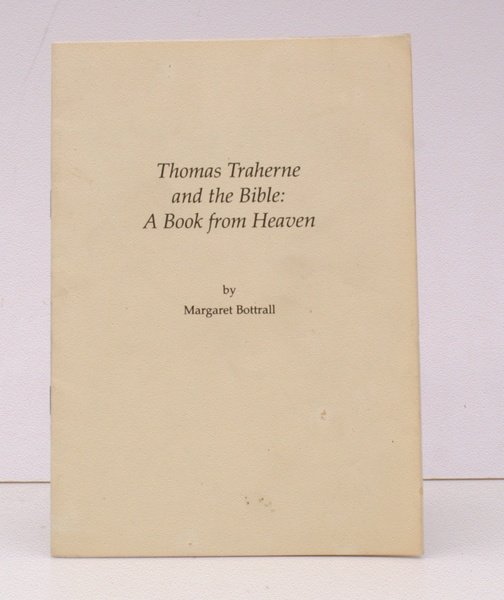 Thomas Traherne
and the Bible:
A Book from Heaven
by
Margaret Bottrall